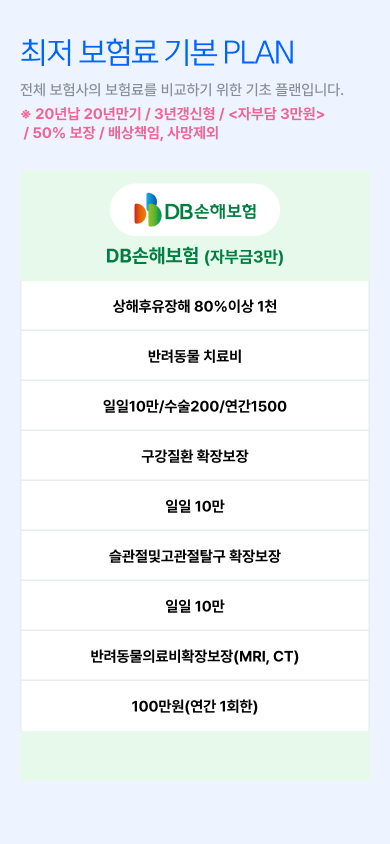 최저 보험료 기본 PLAN
전체 보험사의 보험료를 비교하기 위한 기초 플랜입니다.
※ 20년납 20년만기 / 3년갱신형 / <자부담 3만원>
/ 50% 보장 / 배상책임, 사망제외
DB손해보험
DB손해보험 (자부금3만)
상해후유장해 80%이상 1천
반려동물 치료비
일일10만/수술200/연간1500
구강질환 확장보장
일일 10만
슬관절및고관절탈구 확장보장
일일 10만
반려동물의료비확장보장(MRI, CT)
100만원(연간 1회한)